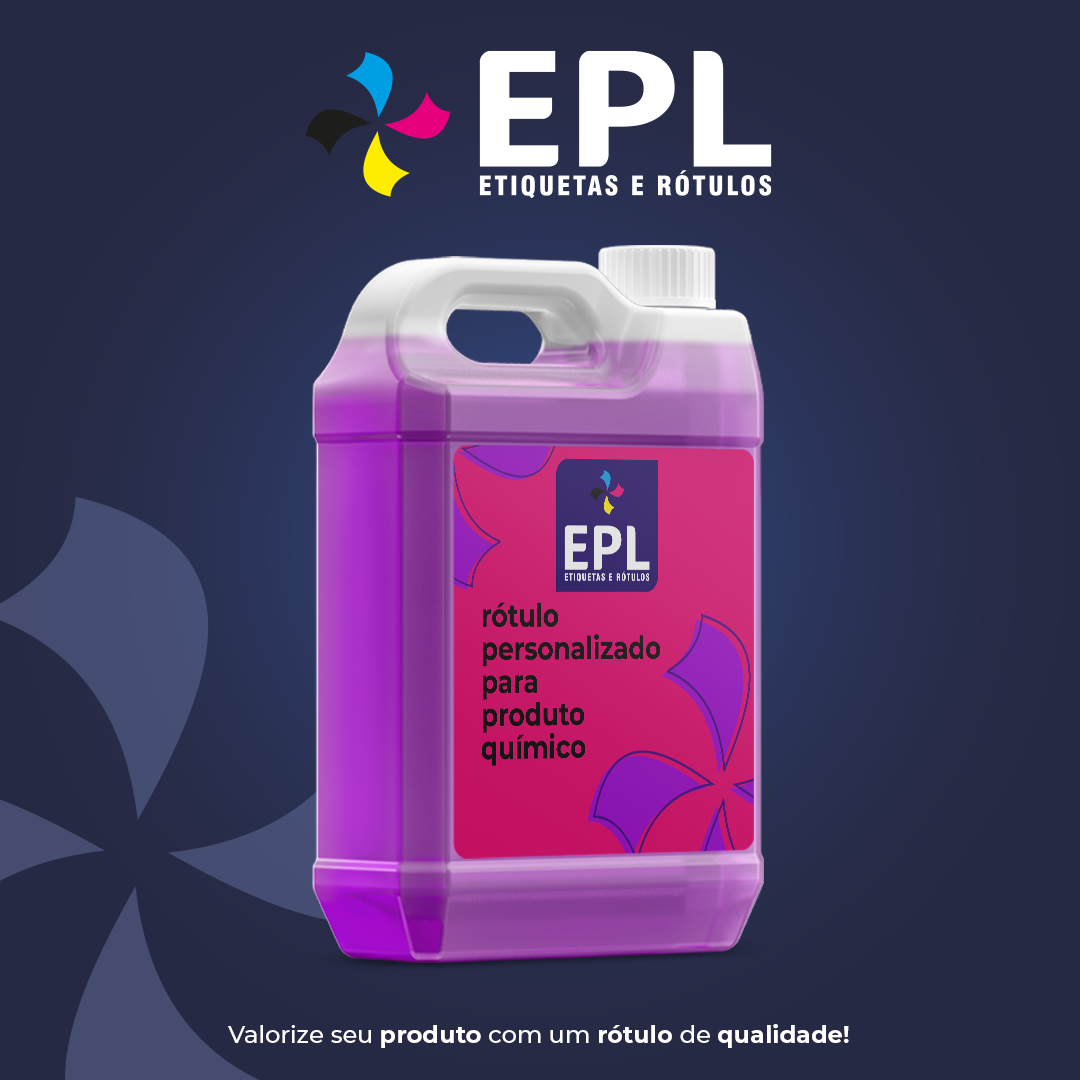 EPL
ETIQUETAS E RÓTULOS
EPL
ETIQUETAS E RÓTULOS
rótulo
personalizado
para
produto
químico
Valorize seu produto com um rótulo de qualidade!